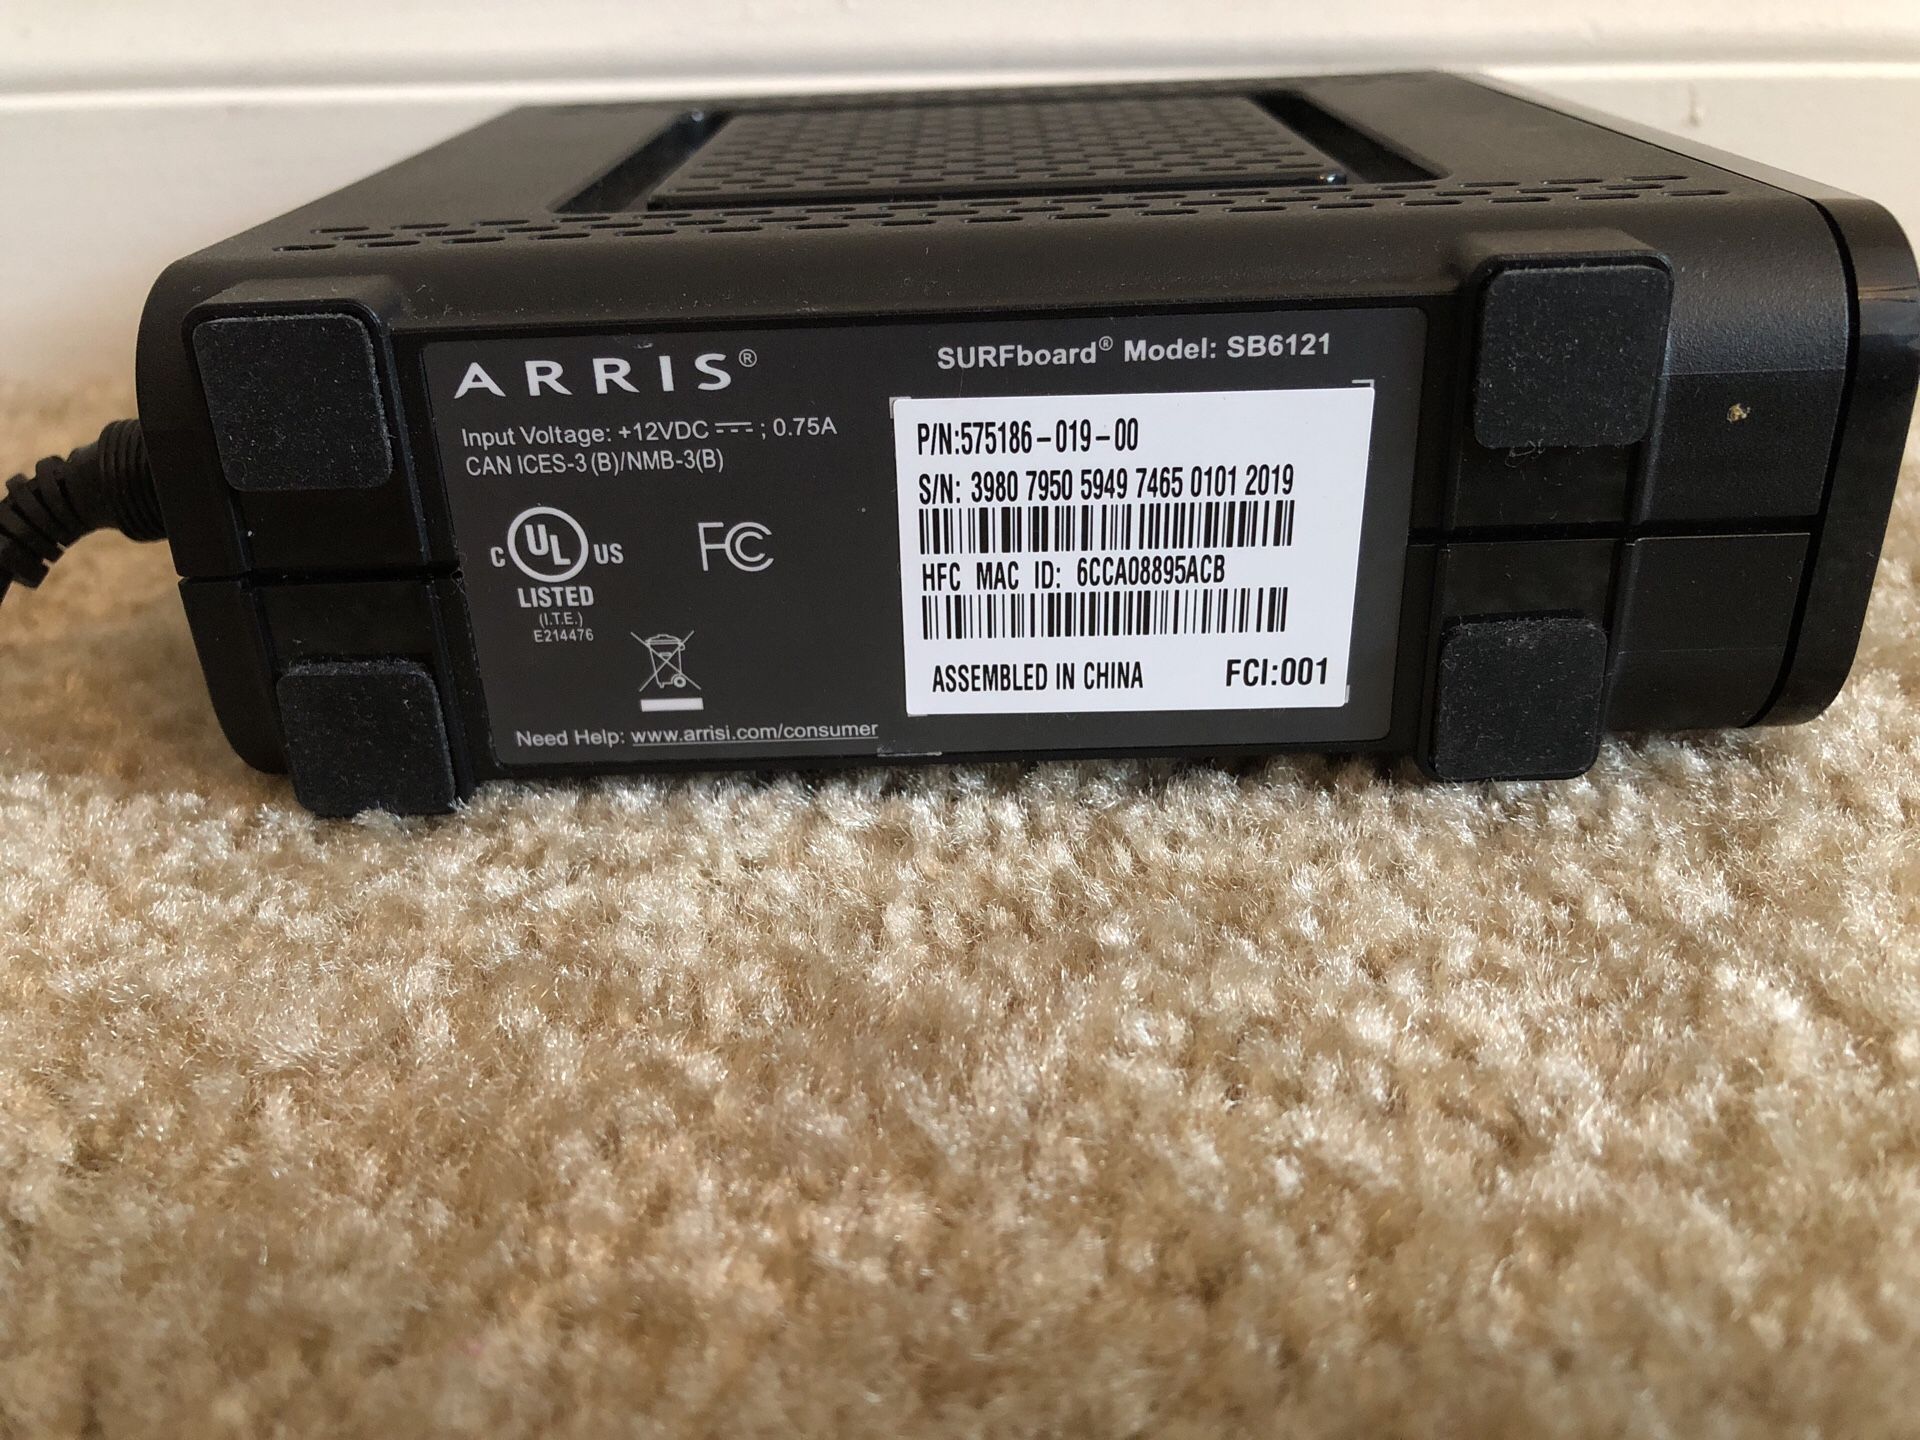 ARRIS®
Input Voltage: +12VDC ⎓ ; 0.75A
CAN ICES-3 (B)/NMB-3(B)
C UL US
LISTED
(I.T.E.)
E214476
FC
Need Help: www.arrisi.com/consumer
SURFboard® Model: SB6121
P/N:575186-019-00
S/N: 3980 7950 5949 7465 0101 2019
HFC MAC ID: 6CCA08895ACB
ASSEMBLED IN CHINA FCI:001